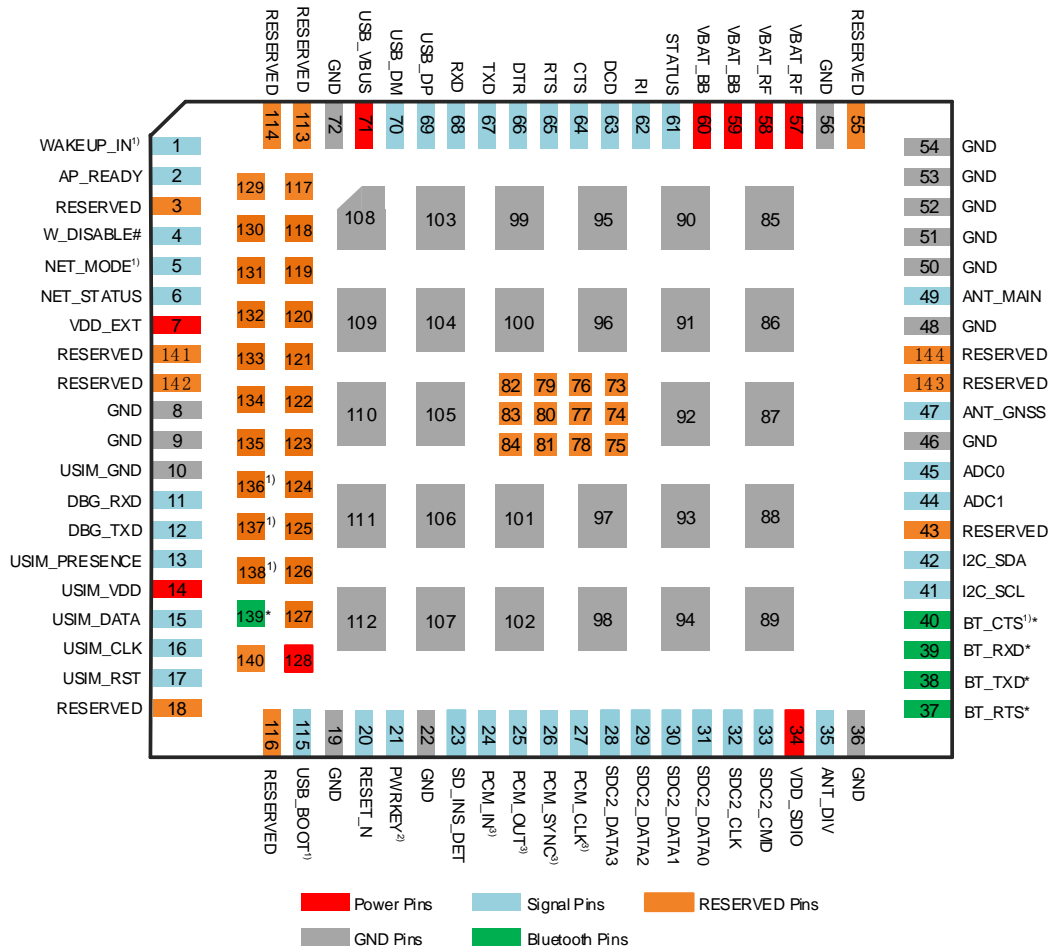 RESERVED
RESERVED
GND
USB_VBUS
USB_DM
USB_DP
RXD
TXD
DTR
RTS
CTS
DCD
RI
STATUS
VBAT_BB
VBAT_BB
VBAT_RF
VBAT_RF
GND
RESERVED
114
113
72
71
70
69
68
67
66
65
64
63
62
61
60
59
58
57
56
55
WAKEUP_IN1) 1
AP_READY 2
RESERVED 3
W_DISABLE# 4
NET_MODE1) 5
NET_STATUS 6
VDD_EXT 7
RESERVED 141
RESERVED 142
GND 8
GND 9
USIM_GND 10
DBG_RXD 11
DBG_TXD 12
USIM_PRESENCE 13
USIM_VDD 14
USIM_DATA 15
USIM_CLK 16
USIM_RST 17
RESERVED 18
129 117
130 118
131 119
132 120
133 121
134 122
135 123
136 1) 124
137 1) 125
138 1) 126
139 * 127
140 128
108 103 99 95 90 85
109 104 100 96 91 86
82 79 76 73
110 105 83 80 77 74 92 87
84 81 78 75
111 106 101 97 93 88
112 107 102 98 94 89
54 GND
53 GND
52 GND
51 GND
50 GND
49 ANT_MAIN
48 GND
144 RESERVED
143 RESERVED
47 ANT_GNSS
46 GND
45 ADC0
44 ADC1
43 RESERVED
42 I2C_SDA
41 I2C_SCL
40 BT_CTS1)*
39 BT_RXD*
38 BT_TXD*
37 BT_RTS*
116
115
19
20
21
22
23
24
25
26
27
28
29
30
31
32
33
34
35
36
RESERVED
USB_BOOT1)
GND
RESET_N
PWRKEY2)
GND
SD_INS_DET
PCM_IN3)
PCM_OUT3)
PCM_SYNC3)
PCM_CLK3)
SDC2_DATA3
SDC2_DATA2
SDC2_DATA1
SDC2_DATA0
SDC2_CLK
SDC2_CMD
VDD_SDIO
ANT_DIV
GND
Power Pins Signal Pins RESERVED Pins
GND Pins Bluetooth Pins